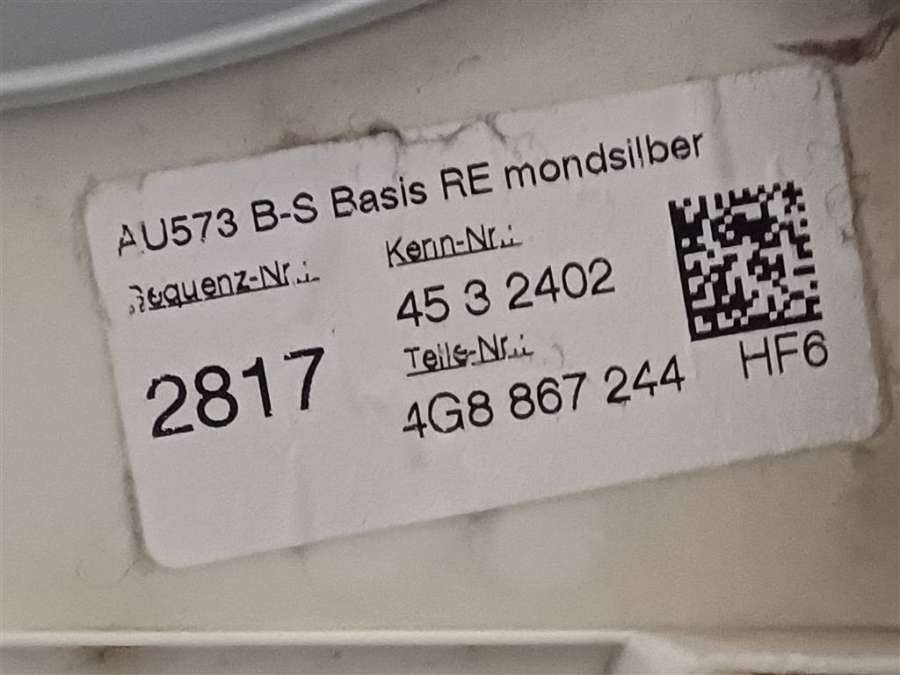 AU573 B-S Basis RE mondsilber
Sequenz-Nr.:
Kenn-Nr.:
45 3 2402
2817
Teile-Nr.:
4G8 867 244
HF6